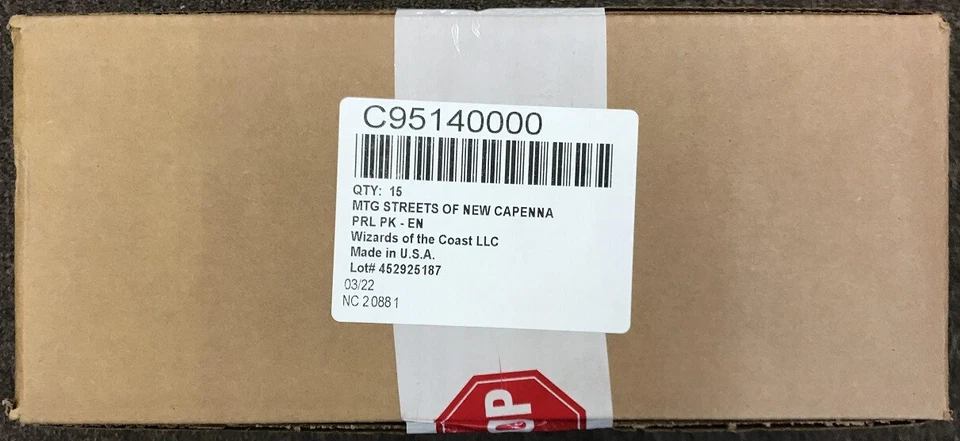 C95140000
QTY: 15
MTG STREETS OF NEW CAPENNA
PRL PK - EN
Wizards of the Coast LLC
Made in U.S.A.
Lot# 452925187
03/22
NC 20881